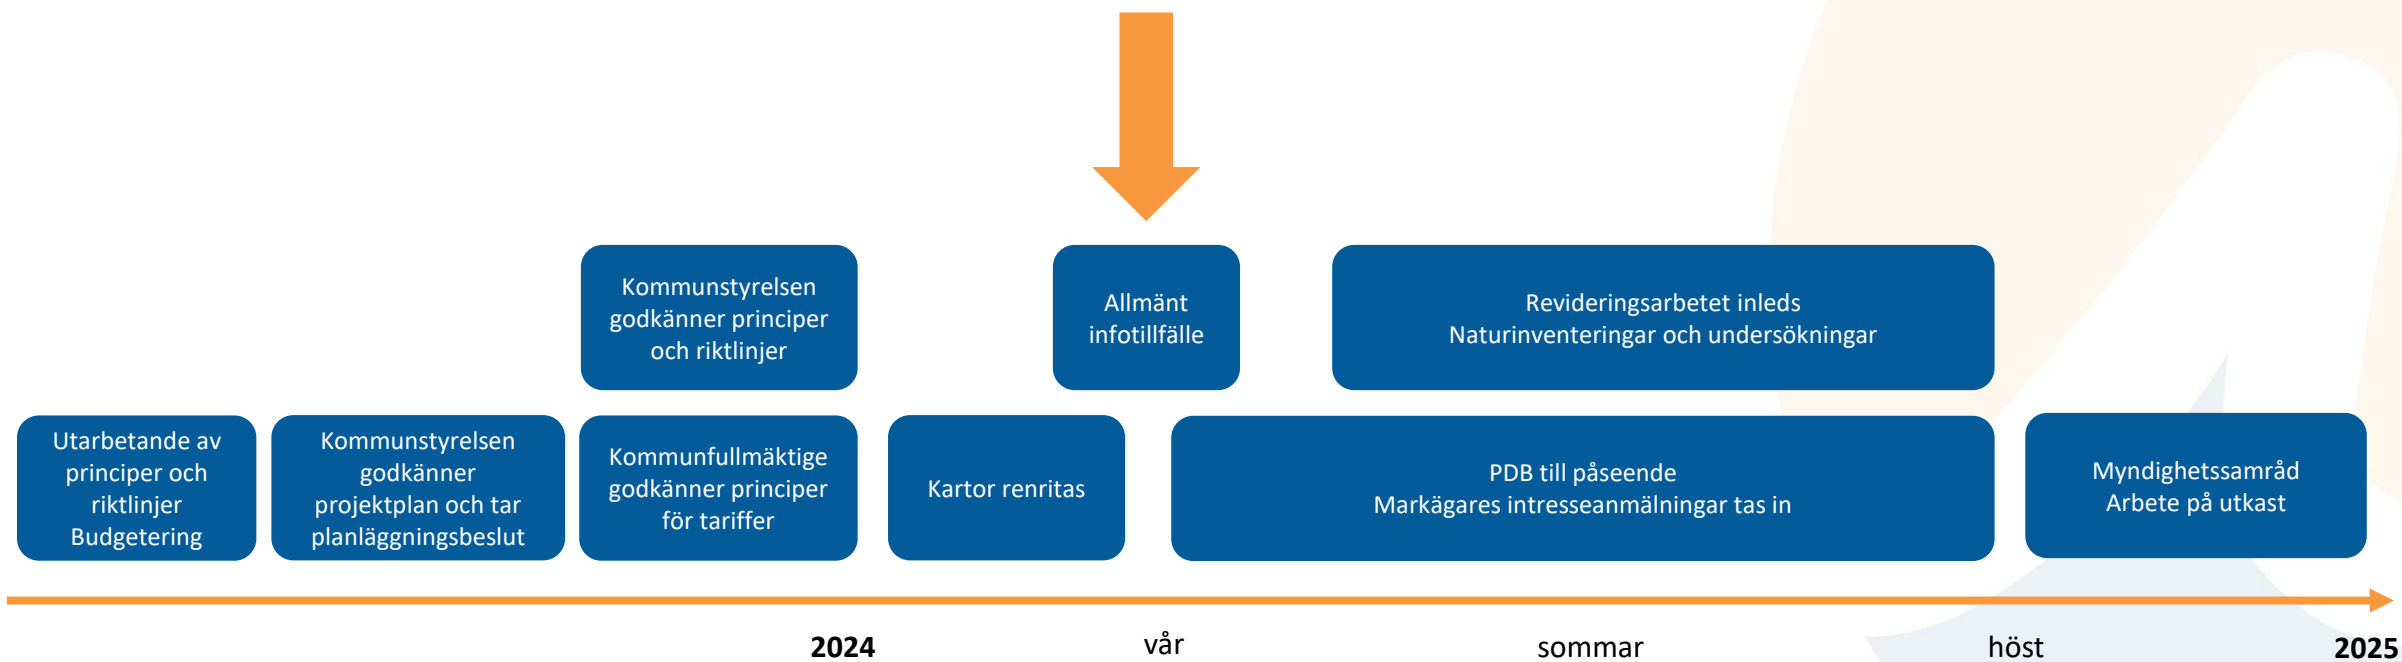 Kommunstyrelsen
godkänner principer
och riktlinjer
Allmänt
infotillfälle
Revideringsarbetet inleds
Naturinventeringar och undersökningar
Utarbetande av
principer och
riktlinjer
Budgetering
Kommunstyrelsen
godkänner
projektplan och tar
planläggningsbeslut
Kommunfullmäktige
godkänner principer
för tariffer
Kartor renritas
PDB till påseende
Markägares intresseanmälningar tas in
Myndighetssamråd
Arbete på utkast
2024
vår
sommar
höst
2025